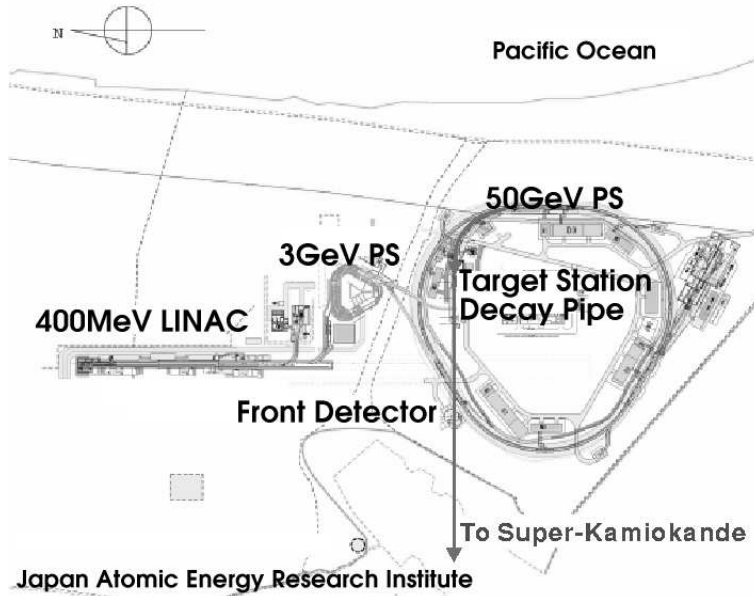 N
Pacific Ocean
50GeV PS
3GeV PS
Target Station
Decay Pipe
400MeV LINAC
Front Detector
To Super-Kamiokande
Japan Atomic Energy Research Institute